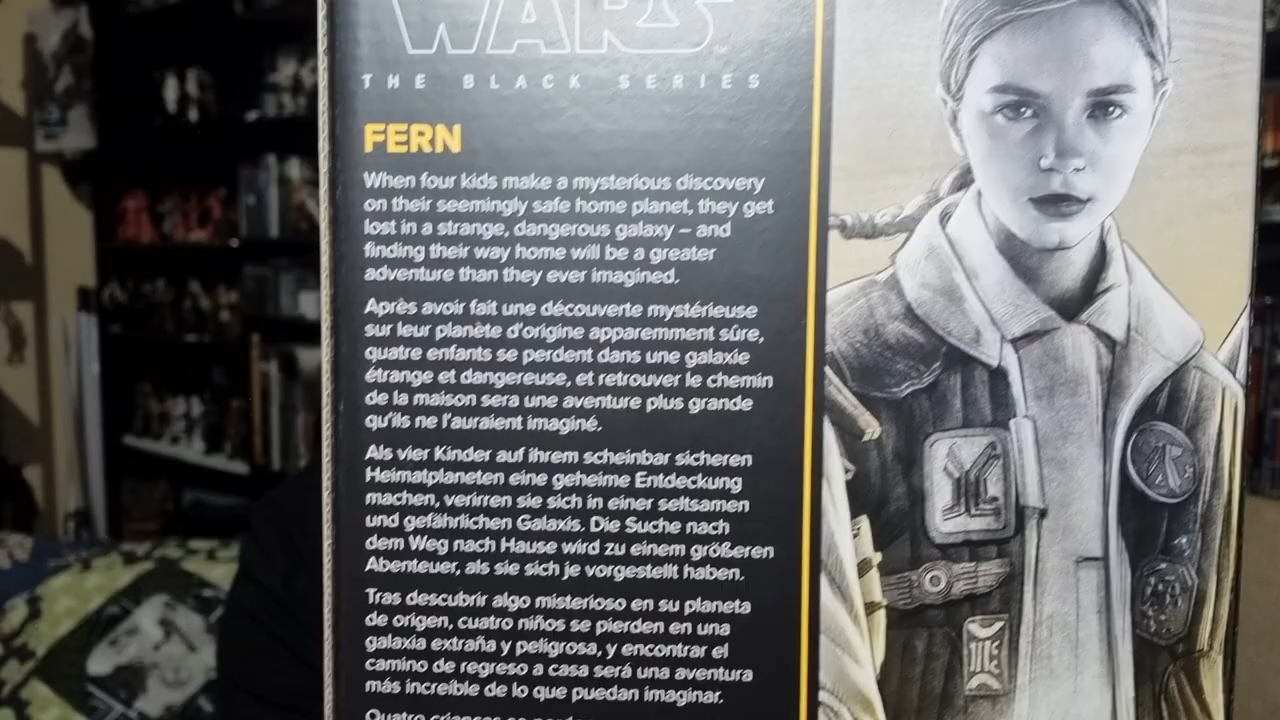 WARS
THE BLACK SERIES
FERN
When four kids make a mysterious discovery
on their seemingly safe home planet, they get
lost in a strange, dangerous galaxy – and
finding their way home will be a greater
adventure than they ever imagined.
Après avoir fait une découverte mystérieuse
sur leur planète d'origine apparemment sûre,
quatre enfants se perdent dans une galaxie
étrange et dangereuse, et retrouver le chemin
de la maison sera une aventure plus grande
qu'ils ne l'auraient imaginé.
Als vier Kinder auf ihrem scheinbar sicheren
Heimatplaneten eine geheime Entdeckung
machen, verirren sie sich in einer seltsamen
und gefährlichen Galaxis. Die Suche nach
dem Weg nach Hause wird zu einem größeren
Abenteuer, als sie sich je vorgestellt haben.
Tras descubrir algo misterioso en su planeta
de origen, cuatro niños se pierden en una
galaxia extraña y peligrosa, y encontrar el
camino de regreso a casa será una aventura
más increíble de lo que puedan imaginar.
Quatro crianças se